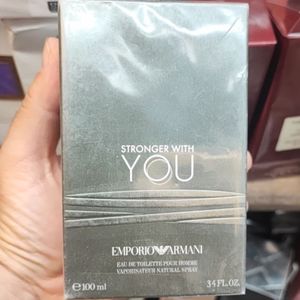 STRONGER WITH
YOU
EMPORIO ARMANI
EAU DE TOILETTE POUR HOMME
VAPORISATEUR NATURAL SPRAY
℮100 ml 3.4 FL.OZ.